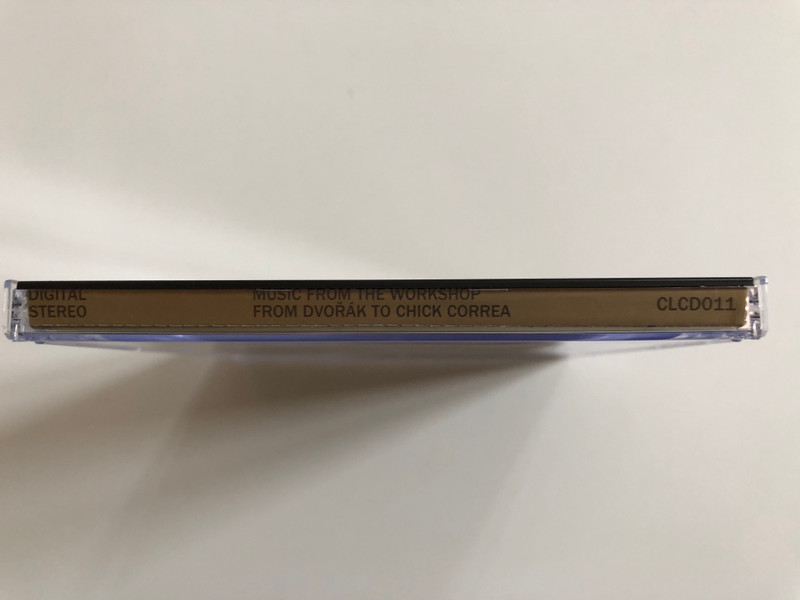 DIGITAL
STEREO
MUSIC FROM THE WORKSHOP
FROM DVOŘÁK TO CHICK CORREA
CLCD011